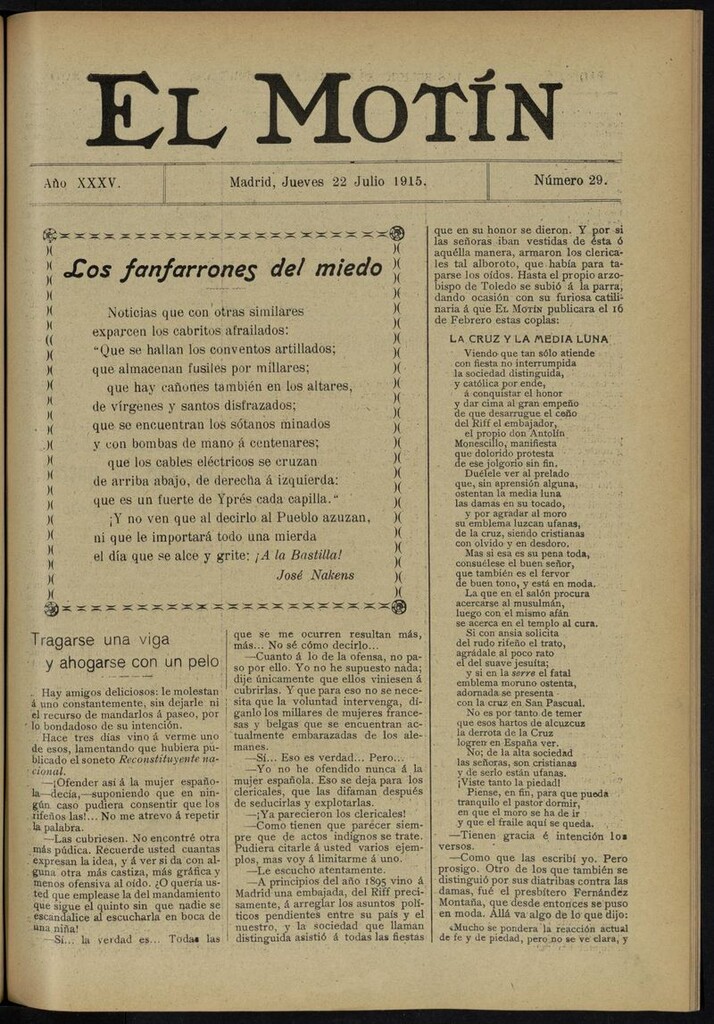 EL MOTÍN
Año XXXV.
Madrid, Jueves 22 Julio 1915.
Número 29.
Los fanfarrones del miedo
Noticias que con otras similares
exparcen los cabritos afrailados:
"Que se hallan los conventos artillados;
que almacenan fusiles por millares;
que hay cañones también en los altares,
de vírgenes y santos disfrazados;
que se encuentran los sótanos minados
y con bombas de mano á centenares;
que los cables eléctricos se cruzan
de arriba abajo, de derecha á izquierda:
que es un fuerte de Yprés cada capilla."
¡Y no ven que al decirlo al Pueblo azuzan,
ni que le importará todo una mierda
el día que se alce y grite: ¡A la Bastilla!
José Nakens
Tragarse una viga
y ahogarse con un pelo
Hay amigos deliciosos: le molestan
á uno constantemente, sin dejarle ni
el recurso de mandarlos á paseo, por
lo bondadoso de su intención.
Hace tres días vino á verme uno
de esos, lamentando que hubiera pu-
blicado el soneto Reconstituyente na-
cional.
—¡Ofender así á la mujer españo-
la—decía,—suponiendo que en nin-
gún caso pudiera consentir que los
rifeños las!... No me atrevo á repetir
la palabra.
—Las cubriesen. No encontré otra
más púdica. Recuerde usted cuantas
expresan la idea, y á ver si da con al-
guna otra más castiza, más gráfica y
menos ofensiva al oído. ¿O quería us-
ted que emplease la del mandamiento
que sigue el quinto sin que nadie se
escandalice al escucharla en boca de
una niña!
—Sí... la verdad es... Todas las
que se me ocurren resultan más,
más... No sé cómo decirlo...
—Cuanto á lo de la ofensa, no pa-
so por ello. Yo no he supuesto nada;
dije únicamente que ellos viniesen á
cubrirlas. Y que para eso no se nece-
sita que la voluntad intervenga, dí-
ganlo los millares de mujeres france-
sas y belgas que se encuentran ac-
tualmente embarazadas de los ale-
manes.
—Sí... Eso es verdad... Pero...
—Yo no he ofendido nunca á la
mujer española. Eso se deja para los
clericales, que las difaman después
de seducirlas y explotarlas.
—¡Ya parecieron los clericales!
—Como tienen que parecer siempre
que de actos indignos se trate.
Pudiera citarle á usted varios ejem-
plos, mas voy á limitarme á uno.
—Le escucho atentamente.
—A principios del año 1895 vino á
Madrid una embajada, del Riff preci-
samente, á arreglar los asuntos polí-
ticos pendientes entre su país y el
nuestro, y la sociedad que llaman
distinguida asistió á todas las fiestas
que en su honor se dieron. Y por si
las señoras iban vestidas de ésta ó
aquélla manera, armaron los clerica-
les tal alboroto, que había para ta-
parse los oídos. Hasta el propio arzo-
bispo de Toledo se subió á la parra,
dando ocasión con su furiosa catili-
naria á que EL MOTÍN publicara el 16
de Febrero estas coplas:
LA CRUZ Y LA MEDIA LUNA
Viendo que tan sólo atiende
con fiesta no interrumpida
la sociedad distinguida,
y católica por ende,
á conquistar el honor
y dar cima al gran empeño
de que desarrugue el ceño
del Riff el embajador,
el propio don Antolín
Monescillo, manifiesta
que dolorido protesta
de ese jolgorio sin fin.
Duélele ver al prelado
que, sin aprensión alguna,
ostentan la media luna
las damas en su tocado,
y por agradar al moro
su emblema luzcan ufanas,
de la cruz, siendo cristianas
con olvido y en desdoro.
Mas si esa es su pena toda,
consuélese el buen señor,
que también es el fervor
de buen tono, y está en moda.
La que en el salón procura
acercarse al musulmán,
luego con el mismo afán
se acerca en el templo al cura.
Si con ansia solicita
del rudo rifeño el trato,
agrádale al poco rato
el del suave jesuíta;
y si en la serre el fatal
emblema moruno ostenta,
adornada se presenta
con la cruz en San Pascual.
No es por tanto de temer
que esos hartos de alcuzcuz
la derrota de la Cruz
logren en España ver.
No; de la alta sociedad
las señoras, son cristianas
y de serlo están ufanas.
¡Viste tanto la piedad!
Piense, en fin, para que pueda
tranquilo el pastor dormir,
en que el moro se ha de ir
y que el fraile aquí se queda.
—Tienen gracia é intención los
versos.
—Como que las escribí yo. Pero
prosigo. Otro de los que también se
distinguió por sus diatribas contra las
damas, fué el presbítero Fernández
Montaña, que desde entonces se puso
en moda. Allá va algo de lo que dijo:
«Mucho se pondera la reacción actual
de fe y de piedad, pero no se ve clara, y